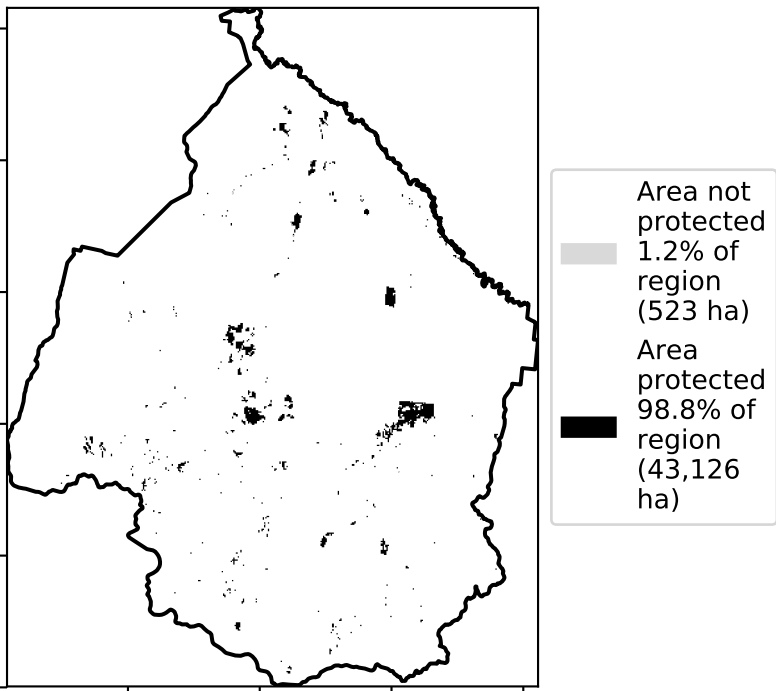 Area not
protected
1.2% of
region
(523 ha)
Area
protected
98.8% of
region
(43,126
ha)